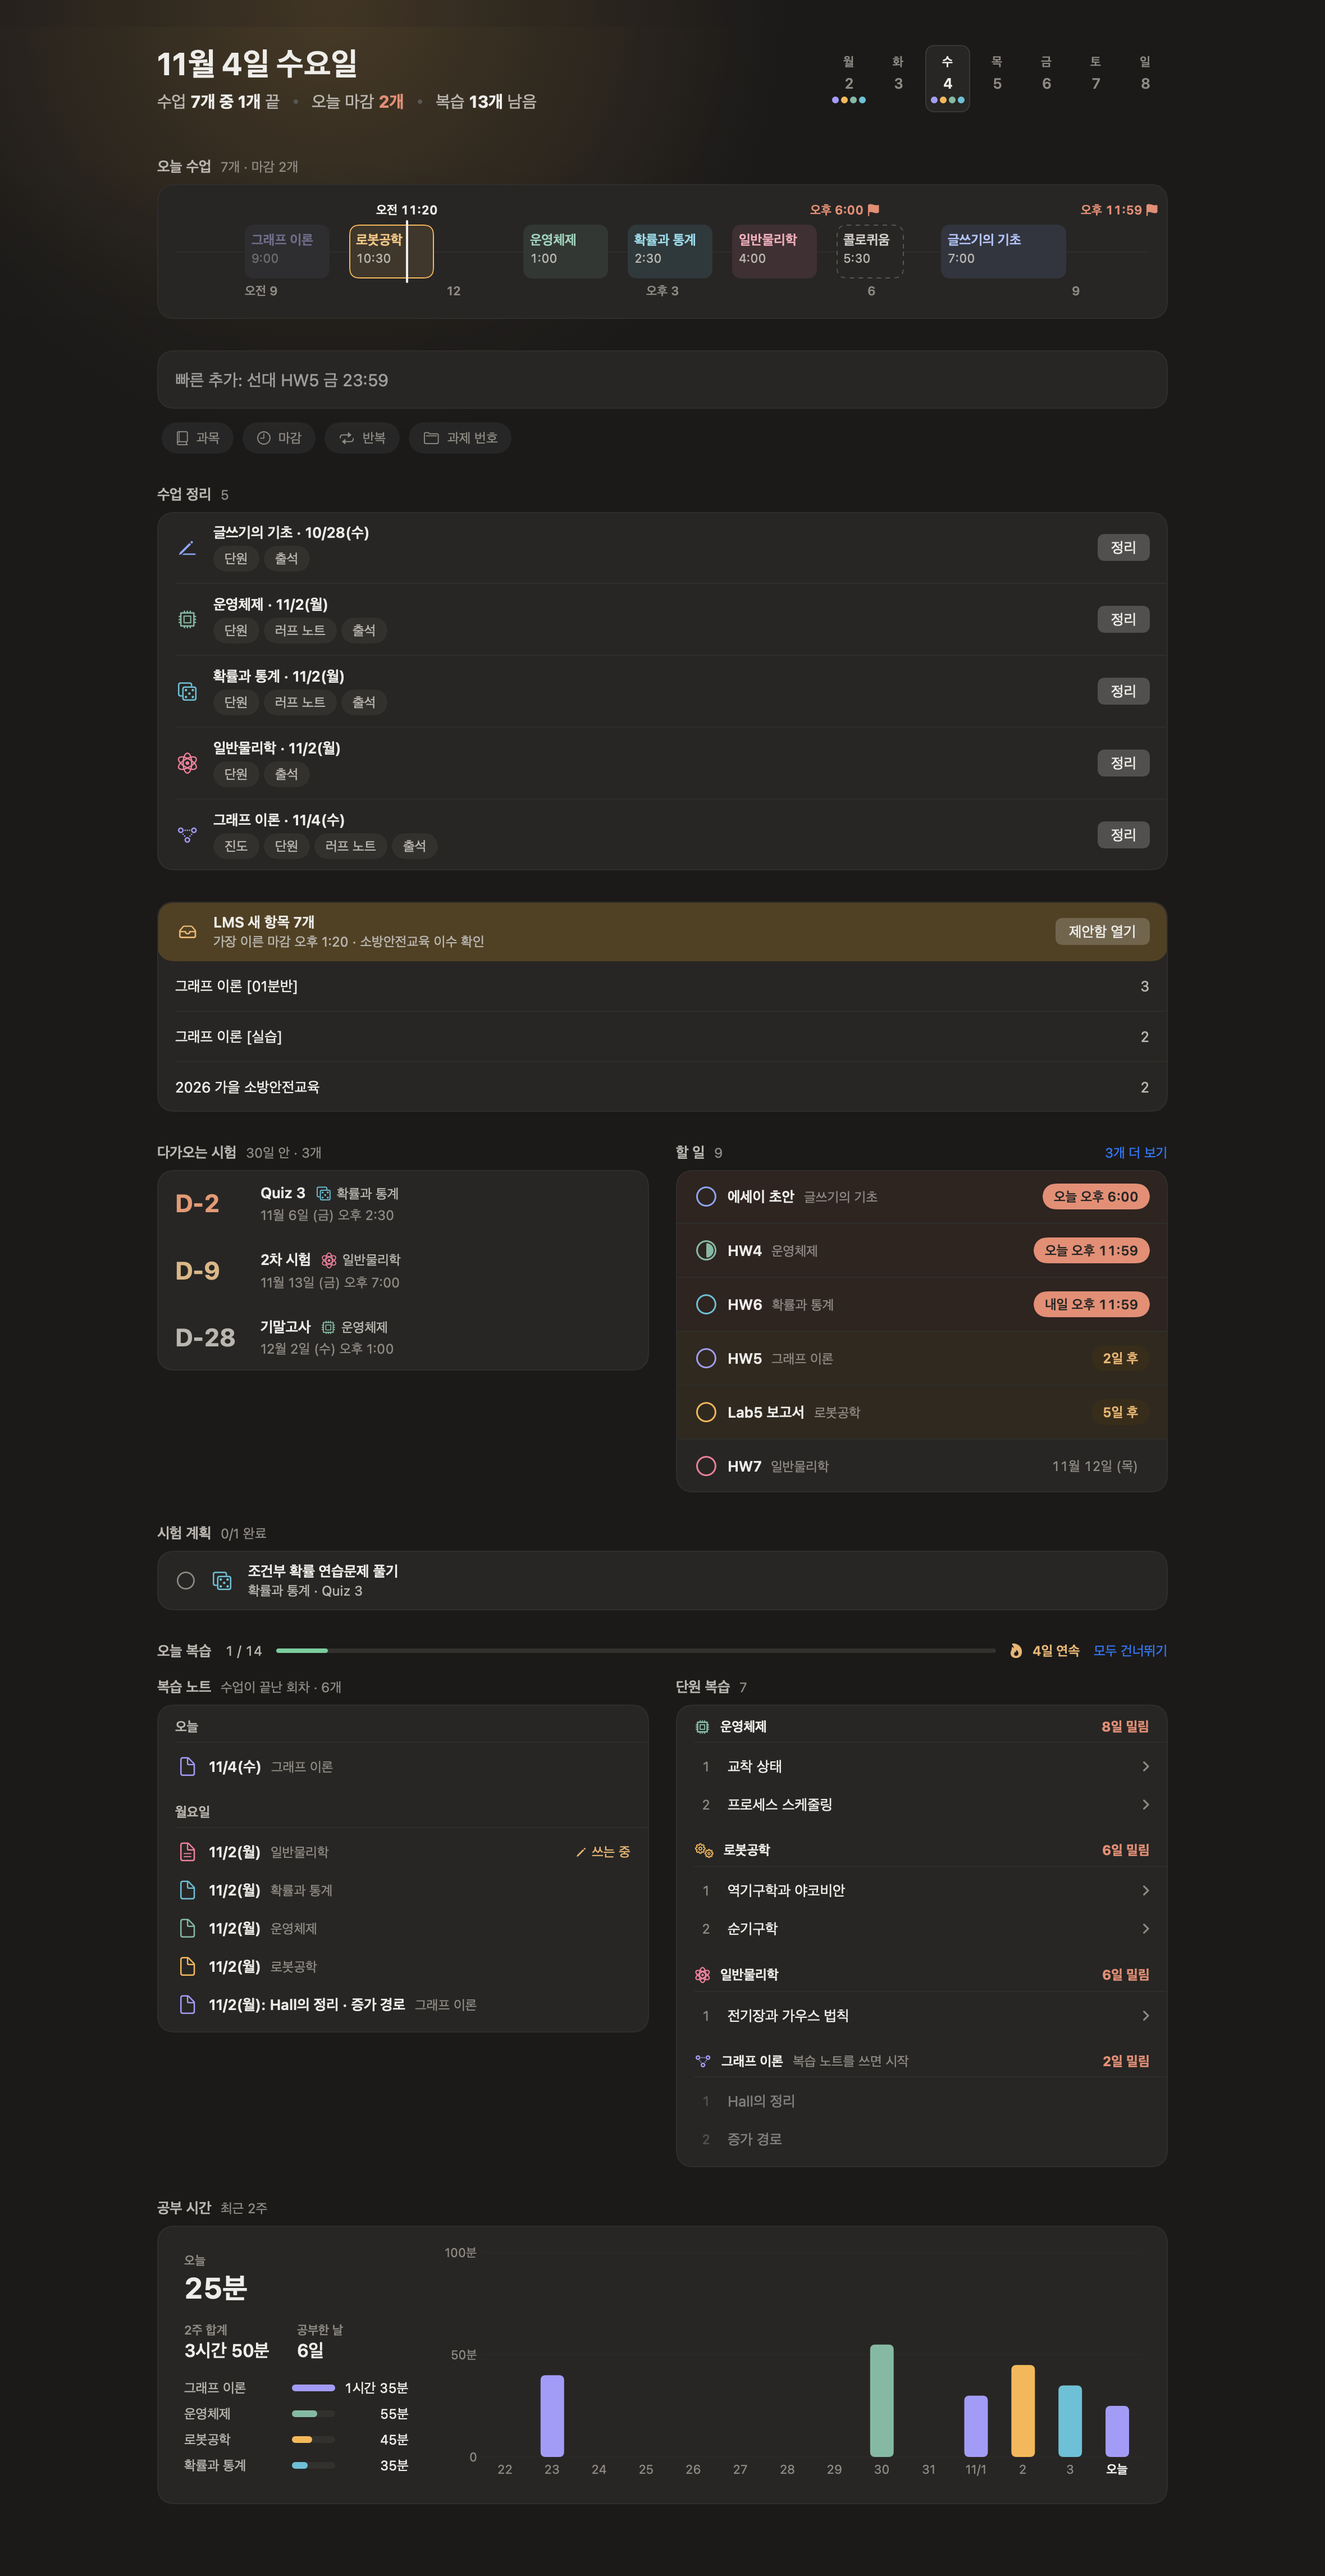 11월 4일 수요일
수업 7개 중 1개 끝 • 오늘 마감 2개 • 복습 13개 남음
월 화 수 목 금 토 일
2 3 4 5 6 7 8
오늘 수업 7개 · 마감 2개
오전 11:20 오후 6:00 오후 11:59
그래프 이론 로봇공학 운영체제 확률과 통계 일반물리학 콜로퀴움 글쓰기의 기초
9:00 10:30 1:00 2:30 4:00 5:30 7:00
오전 9 12 오후 3 6 9
빠른 추가: 선대 HW5 금 23:59
과목 마감 반복 과제 번호
수업 정리 5
글쓰기의 기초 · 10/28(수)
단원 출석
정리
운영체제 · 11/2(월)
단원 러프 노트 출석
정리
확률과 통계 · 11/2(월)
단원 러프 노트 출석
정리
일반물리학 · 11/2(월)
단원 출석
정리
그래프 이론 · 11/4(수)
진도 단원 러프 노트 출석
정리
LMS 새 항목 7개
가장 이른 마감 오후 1:20 · 소방안전교육 이수 확인
제안함 열기
그래프 이론 [01분반] 3
그래프 이론 [실습] 2
2026 가을 소방안전교육 2
다가오는 시험 30일 안 · 3개
D-2
Quiz 3 확률과 통계
11월 6일 (금) 오후 2:30
D-9
2차 시험 일반물리학
11월 13일 (금) 오후 7:00
D-28
기말고사 운영체제
12월 2일 (수) 오후 1:00
할 일 9 3개 더 보기
에세이 초안 글쓰기의 기초 오늘 오후 6:00
HW4 운영체제 오늘 오후 11:59
HW6 확률과 통계 내일 오후 11:59
HW5 그래프 이론 2일 후
Lab5 보고서 로봇공학 5일 후
HW7 일반물리학 11월 12일 (목)
시험 계획 0/1 완료
조건부 확률 연습문제 풀기
확률과 통계 · Quiz 3
오늘 복습 1 / 14 4일 연속 모두 건너뛰기
복습 노트 수업이 끝난 회차 · 6개
오늘
11/4(수) 그래프 이론
월요일
11/2(월) 일반물리학 쓰는 중
11/2(월) 확률과 통계
11/2(월) 운영체제
11/2(월) 로봇공학
11/2(월): Hall의 정리 · 증가 경로 그래프 이론
단원 복습 7
운영체제 8일 밀림
1 교착 상태
2 프로세스 스케줄링
로봇공학 6일 밀림
1 역기구학과 야코비안
2 순기구학
일반물리학 6일 밀림
1 전기장과 가우스 법칙
그래프 이론 복습 노트를 쓰면 시작 2일 밀림
1 Hall의 정리
2 증가 경로
공부 시간 최근 2주
오늘
25분
2주 합계 공부한 날
3시간 50분 6일
그래프 이론 1시간 35분
운영체제 55분
로봇공학 45분
확률과 통계 35분
100분
50분
0
22 23 24 25 26 27 28 29 30 31 11/1 2 3 오늘